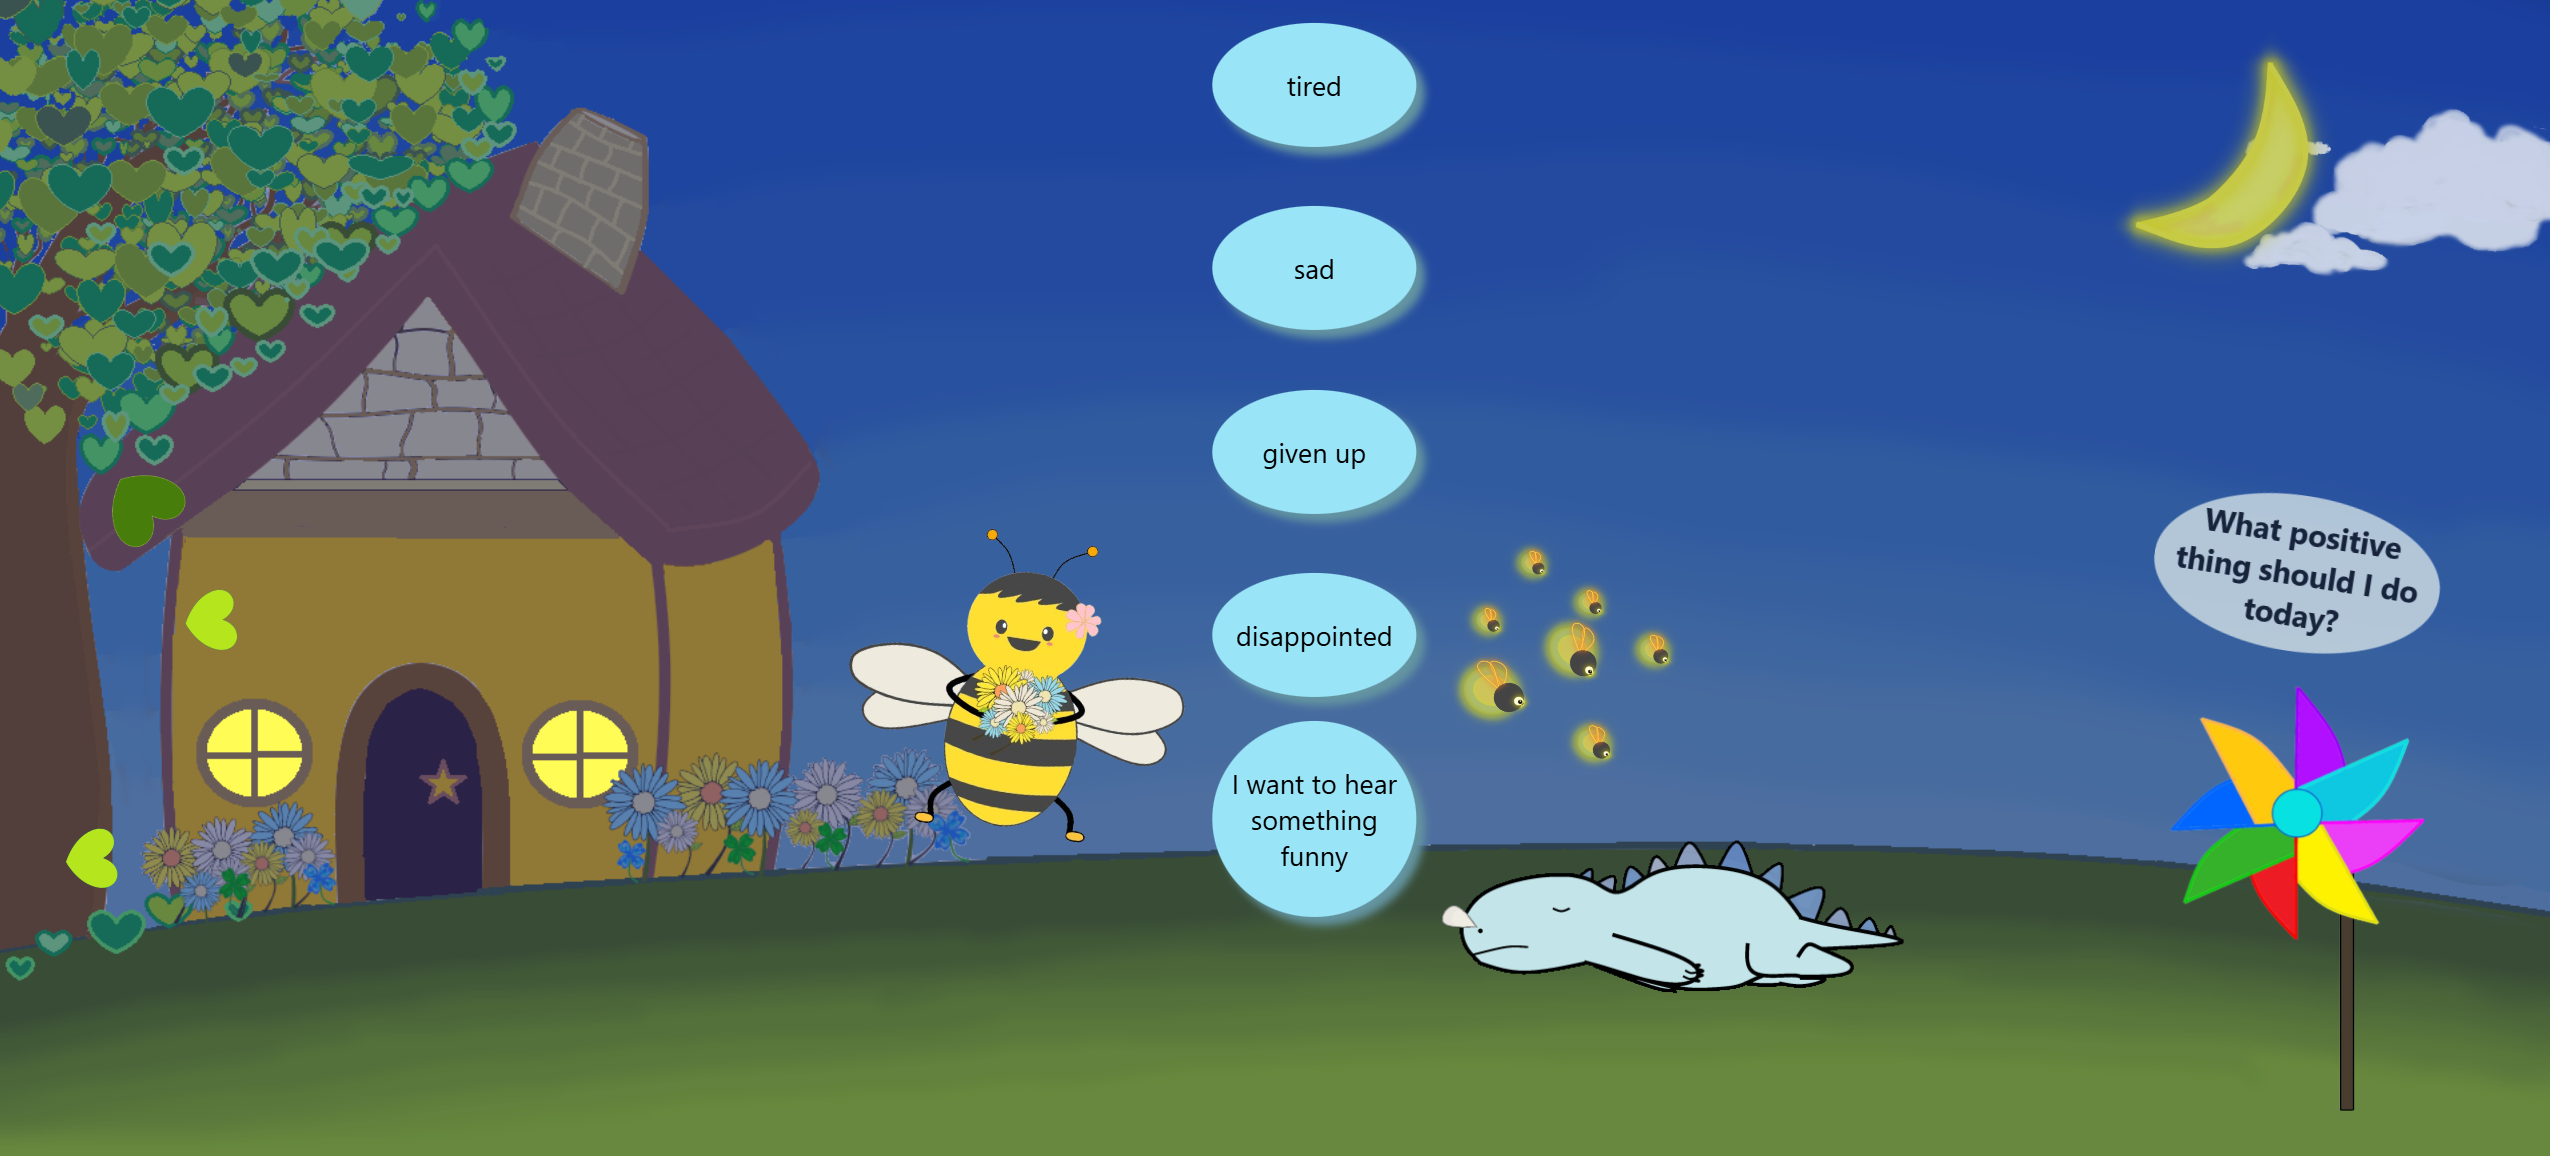 tired
sad
given up
disappointed
I want to hear
something
funny
What positive
thing should I do
today?